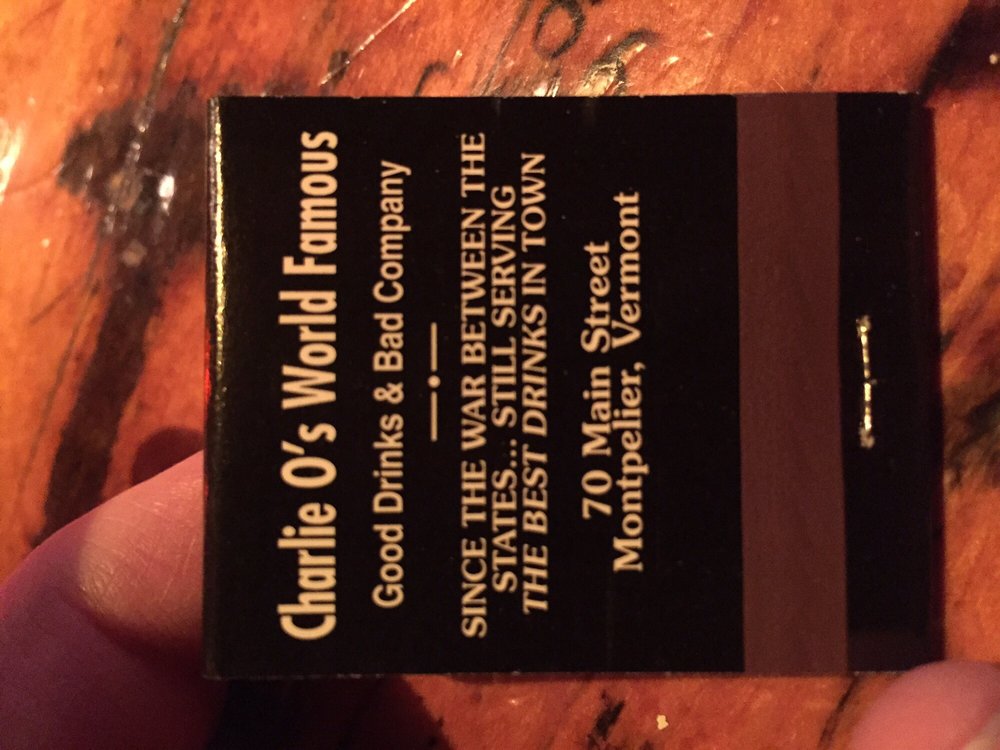 Charlie O's World Famous
Good Drinks & Bad Company
SINCE THE WAR BETWEEN THE
STATES... STILL SERVING
THE BEST DRINKS IN TOWN
70 Main Street
Montpelier, Vermont